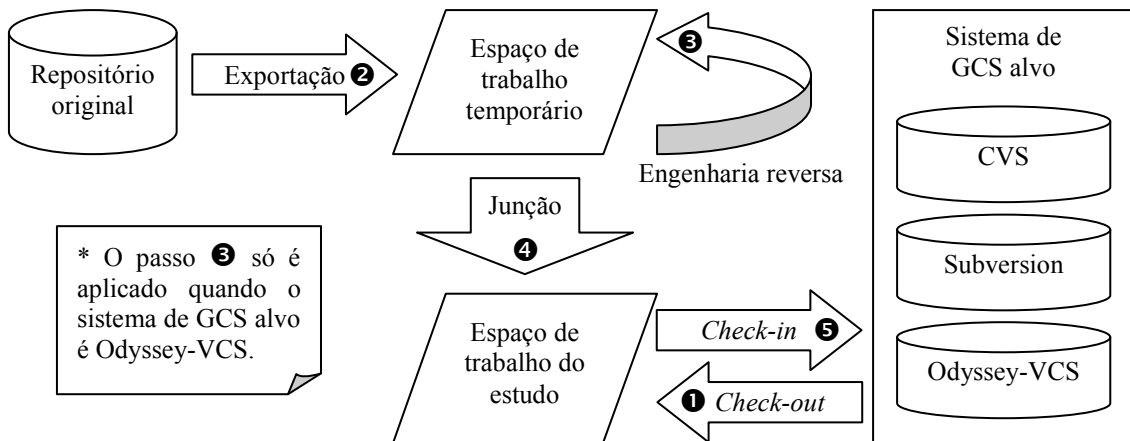 Repositório
original
Exportação ❷
Espaço de
trabalho
temporário
❸
Engenharia reversa
Sistema de
GCS alvo
CVS
Subversion
Odyssey-VCS
Junção
❹
* O passo ❸ só é
aplicado quando o
sistema de GCS alvo
é Odyssey-VCS.
Espaço de
trabalho do
estudo
Check-in ❺
❶ Check-out